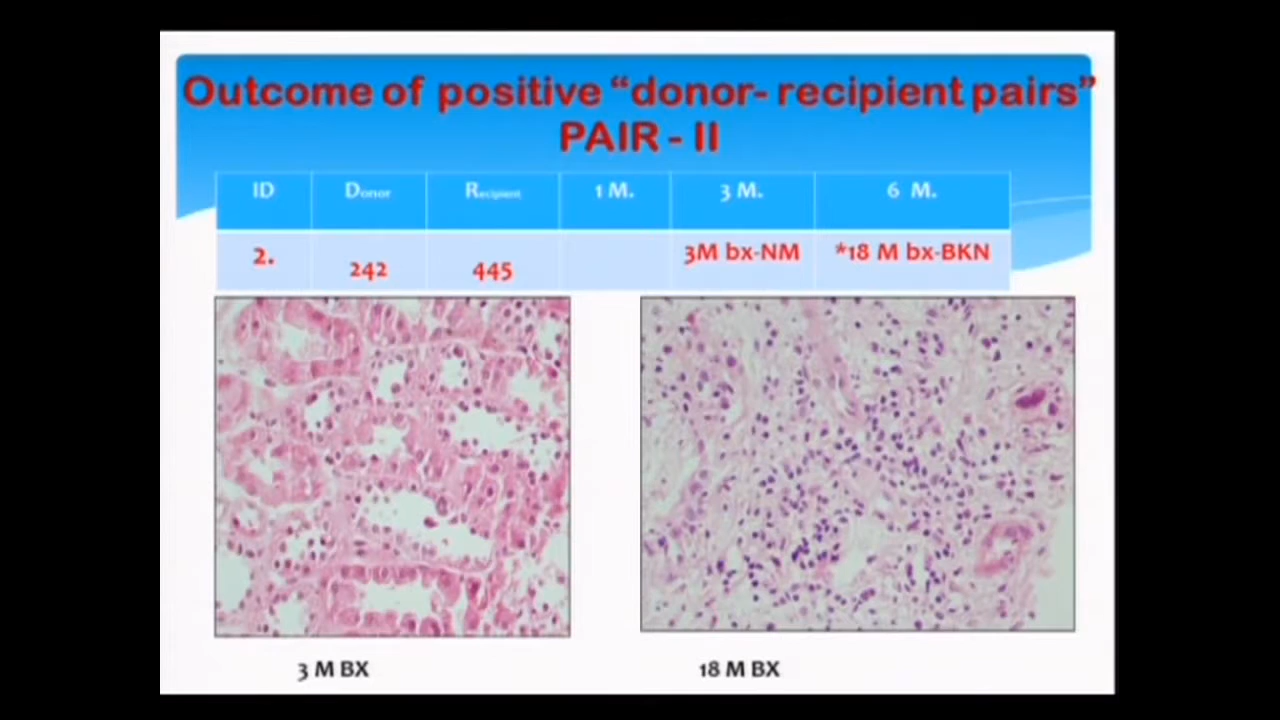 Outcome of positive “donor- recipient pairs”
PAIR - II
ID Donor Recipient 1 M. 3 M. 6 M.
2. 242 445 3M bx-NM *18 M bx-BKN
3 M BX 18 M BX